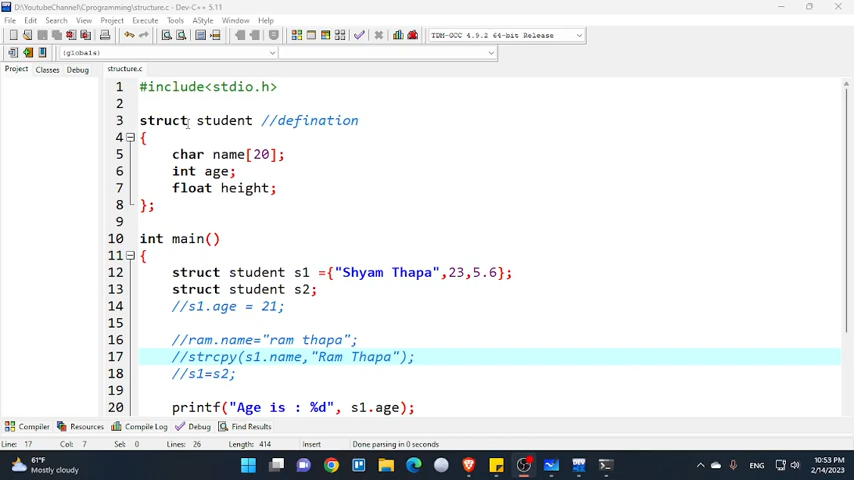 D:\YoutubeChannel\Cprogramming\structure.c - Dev-C++ 5.11
File Edit Search View Project Execute Tools AStyle Window Help
TDM-GCC 4.9.2 64-bit Release
(globals)
Project Classes Debug structure.c
1 #include<stdio.h>
2
3 struct student //defination
4 {
5 char name[20];
6 int age;
7 float height;
8 };
9
10 int main()
11 {
12 struct student s1 ={"Shyam Thapa",23,5.6};
13 struct student s2;
14 //s1.age = 21;
15
16 //ram.name="ram thapa";
17 //strcpy(s1.name,"Ram Thapa");
18 //s1=s2;
19
20 printf("Age is : %d", s1.age);
Compiler Resources Compile Log Debug Find Results
Line: 17 Col: 7 Sel: 0 Lines: 26 Length: 414 Insert Done parsing in 0 seconds
61°F
Mostly cloudy
ENG
10:53 PM
2/14/2023